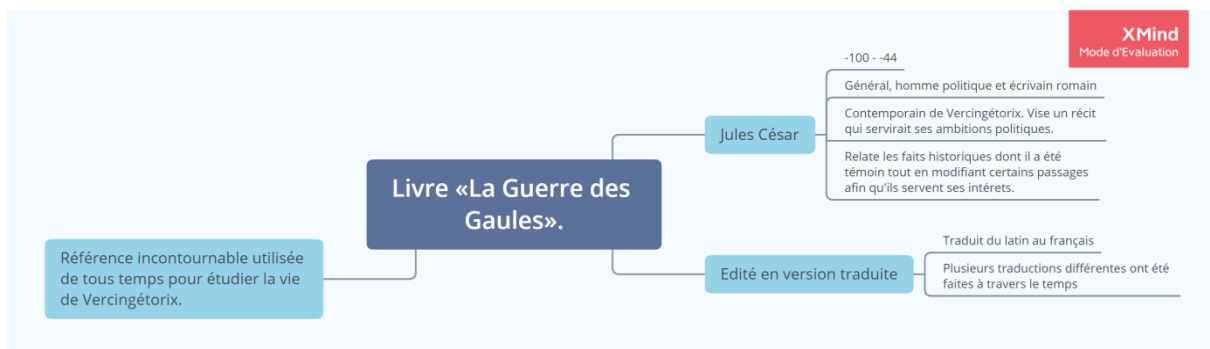 XMind
Mode d'Evaluation
-100 - -44
Général, homme politique et écrivain romain
Contemporain de Vercingétorix. Vise un récit
qui servirait ses ambitions politiques.
Jules César
Relate les faits historiques dont il a été
témoin tout en modifiant certains passages
afin qu'ils servent ses intérets.
Livre «La Guerre des
Gaules».
Référence incontournable utilisée
de tous temps pour étudier la vie
de Vercingétorix.
Edité en version traduite
Traduit du latin au français
Plusieurs traductions différentes ont été
faites à travers le temps